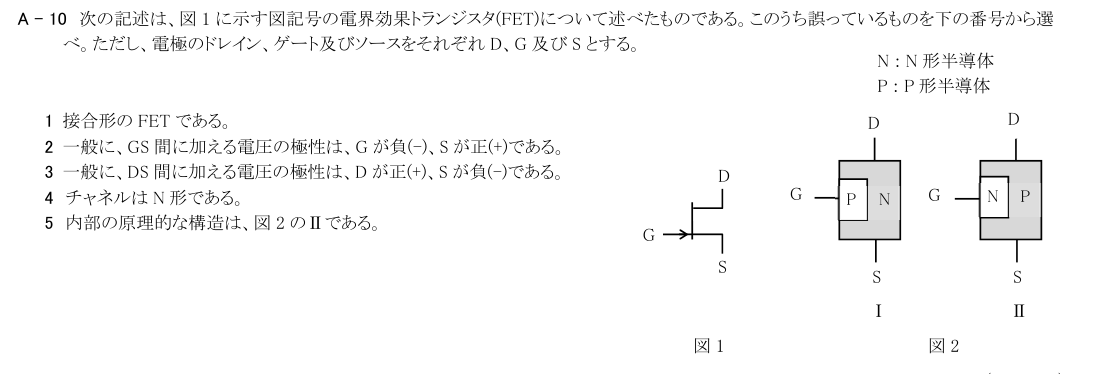 A – 10 次の記述は、図 1 に示す図記号の電界効果トランジスタ(FET)について述べたものである。このうち誤っているものを下の番号から選
べ。ただし、電極のドレイン、ゲート及びソースをそれぞれ D、G 及び S とする。
N : N 形半導体
P : P 形半導体
1 接合形の FET である。
2 一般に、GS 間に加える電圧の極性は、G が負(-)、S が正(+)である。
3 一般に、DS 間に加える電圧の極性は、D が正(+)、S が負(-)である。
4 チャネルは N 形である。
5 内部の原理的な構造は、図 2 の Ⅱ である。
D
G
S
図 1
D
G
P N
S
Ⅰ
D
G
N P
S
Ⅱ
図 2